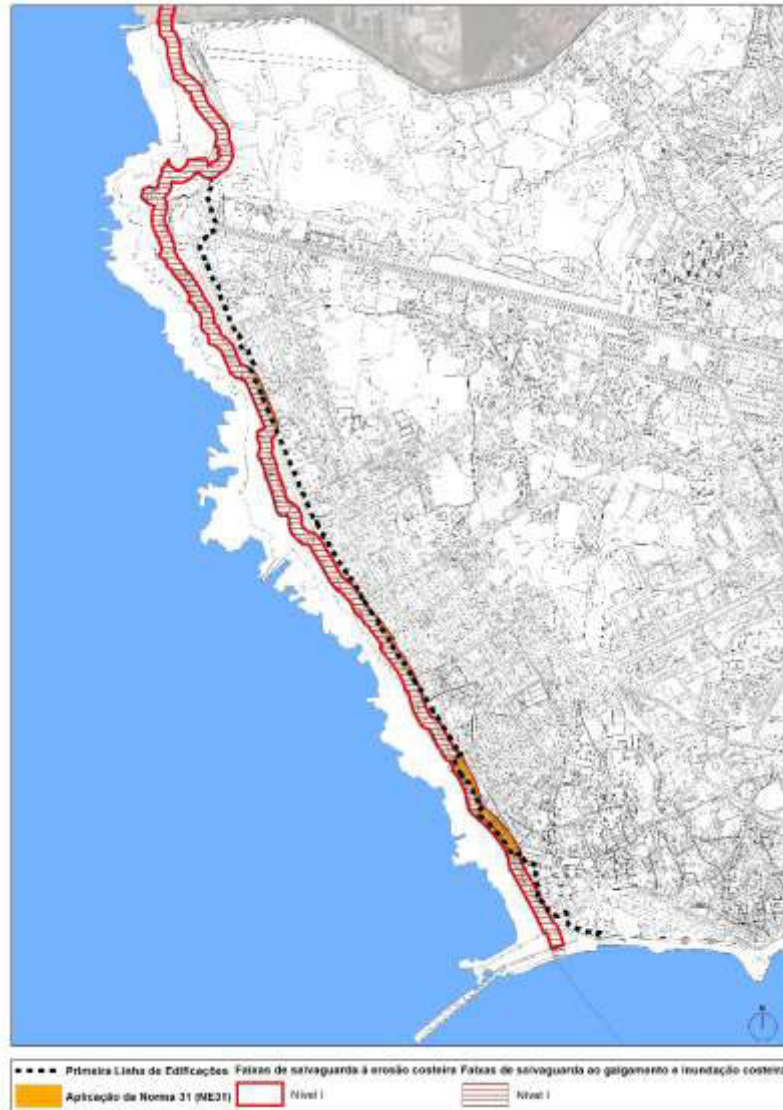 N
Primeira Linha de Edificações Faixas de salvaguarda à erosão costeira Faixas de salvaguarda ao galgamento e inundação costeira
Aplicação da Norma 31 (NE31) Nível I Nível I